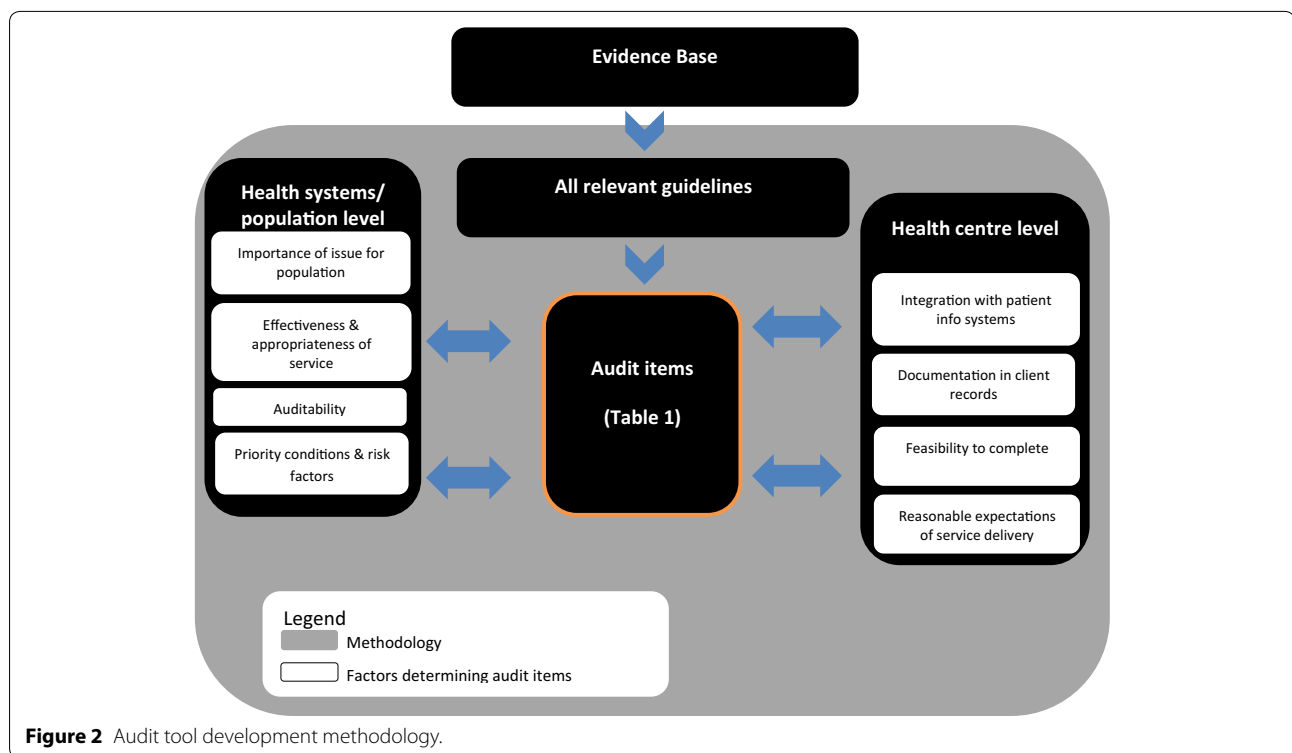 Evidence Base
All relevant guidelines
Health systems/
population level
Importance of issue for
population
Effectiveness &
appropriateness of
service
Auditability
Priority conditions & risk
factors
Audit items
(Table 1)
Health centre level
Integration with patient
info systems
Documentation in client
records
Feasibility to complete
Reasonable expectations
of service delivery
Legend
Methodology
Factors determining audit items
Figure 2 Audit tool development methodology.